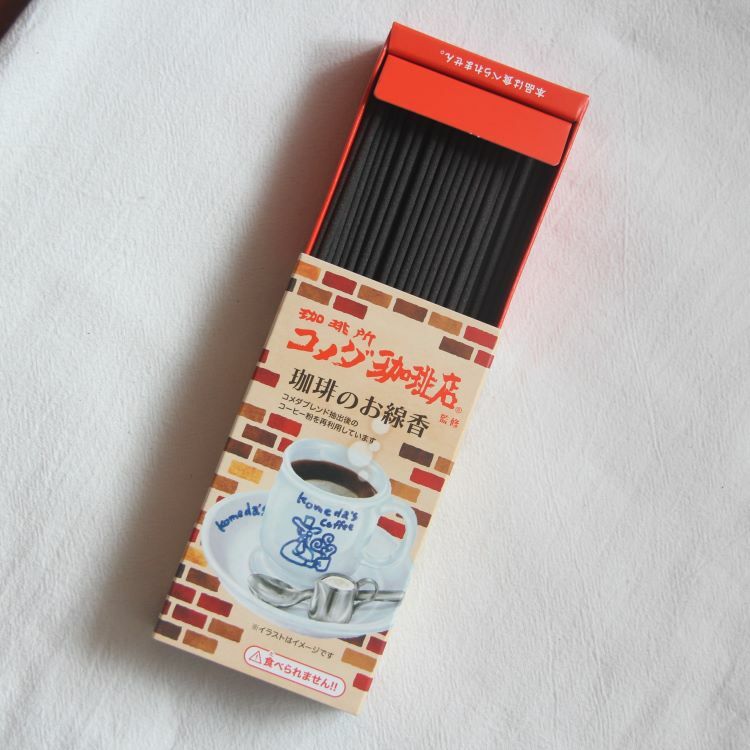 本品は食べられません。
珈琲所
コメダ珈琲店®
監修
珈琲のお線香
コメダブレンド抽出後の
コーヒー粉を再利用しています
Komeda's
Coffee
Komeda's
※イラストはイメージです
食べられません!!